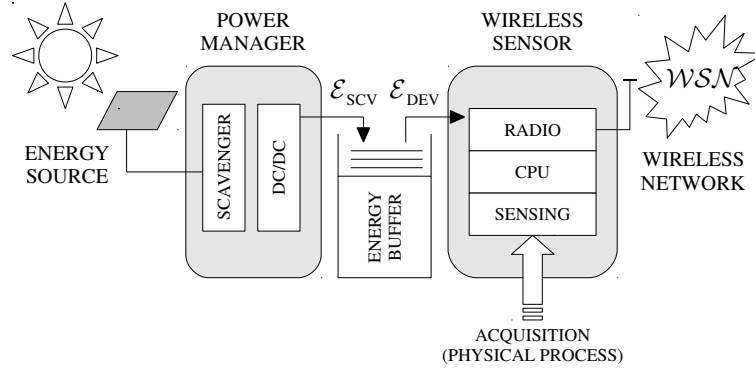 POWER
MANAGER
WIRELESS
SENSOR
ℰSCV
ℰDEV
WSN
ENERGY
SOURCE
SCAVENGER
DC/DC
ENERGY
BUFFER
RADIO
CPU
SENSING
WIRELESS
NETWORK
ACQUISITION
(PHYSICAL PROCESS)